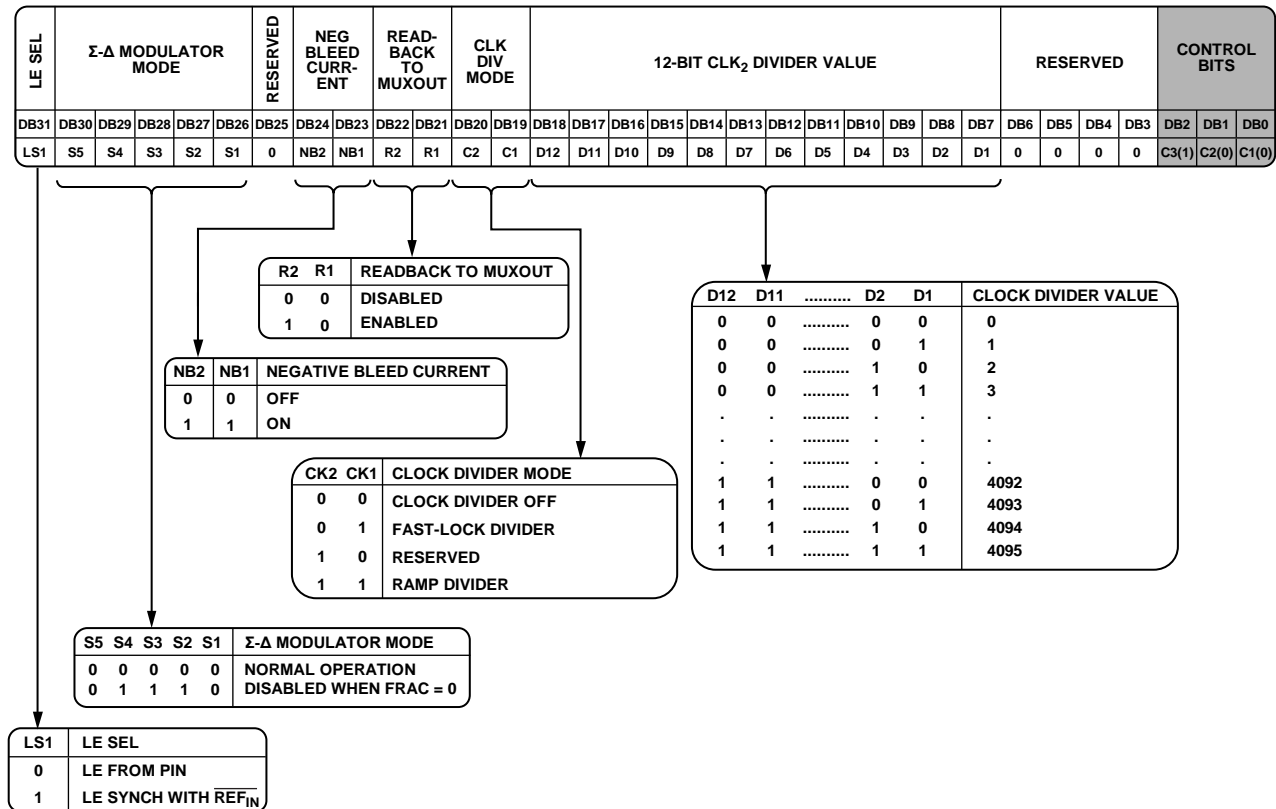 LE SEL
Σ-Δ MODULATOR
MODE
RESERVED
NEG
BLEED
CURR-
ENT
READ-
BACK
TO
MUXOUT
CLK
DIV
MODE
12-BIT CLK2 DIVIDER VALUE
RESERVED
CONTROL
BITS
DB31 DB30 DB29 DB28 DB27 DB26 DB25 DB24 DB23 DB22 DB21 DB20 DB19 DB18 DB17 DB16 DB15 DB14 DB13 DB12 DB11 DB10 DB9 DB8 DB7 DB6 DB5 DB4 DB3 DB2 DB1 DB0
LS1 S5 S4 S3 S2 S1 0 NB2 NB1 R2 R1 C2 C1 D12 D11 D10 D9 D8 D7 D6 D5 D4 D3 D2 D1 0 0 0 0 C3(1) C2(0) C1(0)
R2 R1 READBACK TO MUXOUT
0 0 DISABLED
1 0 ENABLED
D12 D11 .......... D2 D1 CLOCK DIVIDER VALUE
0 0 .......... 0 0 0
0 0 .......... 0 1 1
0 0 .......... 1 0 2
0 0 .......... 1 1 3
. . .......... . . .
. . .......... . . .
. . .......... . . .
1 1 .......... 0 0 4092
1 1 .......... 0 1 4093
1 1 .......... 1 0 4094
1 1 .......... 1 1 4095
NB2 NB1 NEGATIVE BLEED CURRENT
0 0 OFF
1 1 ON
CK2 CK1 CLOCK DIVIDER MODE
0 0 CLOCK DIVIDER OFF
0 1 FAST-LOCK DIVIDER
1 0 RESERVED
1 1 RAMP DIVIDER
S5 S4 S3 S2 S1 Σ-Δ MODULATOR MODE
0 0 0 0 0 NORMAL OPERATION
0 1 1 1 0 DISABLED WHEN FRAC = 0
LS1 LE SEL
0 LE FROM PIN
1 LE SYNCH WITH REFIN